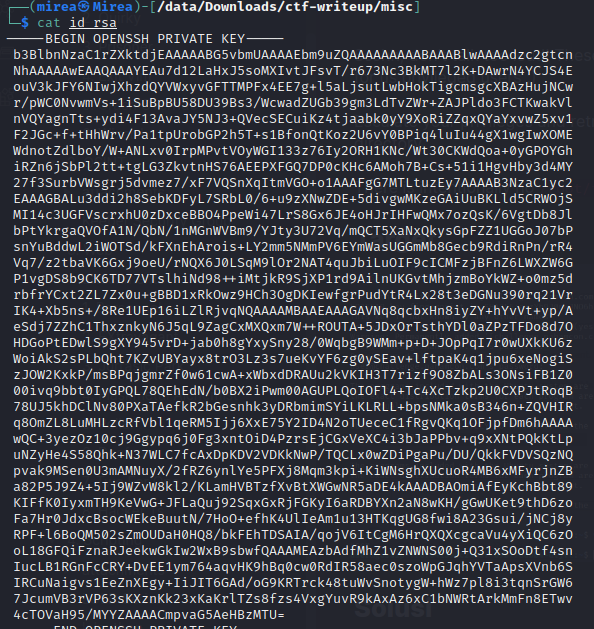 (mirea㉿Mirea)-[/data/Downloads/ctf-writeup/misc]
$ cat id_rsa
-----BEGIN OPENSSH PRIVATE KEY-----
b3BlbnNzaC1rZXktdjEAAAAABG5vbmUAAAAEbm9uZQAAAAAAAAABAAABlwAAAAdzc2gtcn
NhAAAAAwEAAQAAAYEAu7d12LaHxJ5soMXIvtJFsvT/r673Nc3BkMT7l2K+DAwrN4YCJS4E
ouV3kJFY6NIwjXhzdQYVWxyvGFTTMPFx4EE7g+l5aLjsutLwbHokTigcmsgcXBAzHujNCw
r/pWC0NvwmVs+1iSuBpBU58DU39Bs3/WcwadZUGb39gm3LdTvZWr+ZAJPldo3FCTKwakVl
nVQYagnTts+ydi4F13AvaJY5NJ3+QVecSECuiKz4tjaabk0yY9XoRiZZqxQYaYxvwZ5xv1
F2JGc+f+tHhWrv/Pa1tpUrobGP2h5T+s1BfonQtKoz2U6vY0BPiq4luIu44gX1wgIwXOME
WdnotZdlboY/W+ANLxv0IrpMPvtVOyWGI133z76Iy2ORH1KNc/Wt30CKWdQoa+0yGPOYGh
iRZn6jSbPl2tt+tgLG3ZkvtnHS76AEEPXFGQ7DP0cKHc6AMoh7B+Cs+51i1HgvHby3d4MY
27f3SurbVWsgrj5dvmez7/xF7VQSnXqItmVGO+o1AAAFgG7MTLtuzEy7AAAAB3NzaC1yc2
EAAAGBALu3ddi2h8SebKDFyL7SRbL0/6+u9zXNwZDE+5divgwMKzeGAiUuBKLld5CRWOjS
MI14c3UGFVscrxhU0zDxceBBO4PpeWi47LrS8Gx6JE4oHJrIHFwQMx7ozQsK/6VgtDb8Jl
bPtYkrgaQVOfA1N/QbN/1nMGnWVBm9/YJty3U72Vq/mQCT5XaNxQkysGpFZZ1UGGoJ07bP
snYuBddwL2iWOTSd/kFXnEhArois+LY2mm5NMmPV6EYmWasUGGmMb8Gecb9RdiRnPn/rR4
Vq7/z2tbaVK6Gxj9oeU/rNQX6J0LSqM9lOr2NAT4quJbiLuOIF9cICMFzjBFnZ6LWXZW6G
P1vgDS8b9CK6TD77VTslhiNd98++iMtjkR9SjXP1rd9AilnUKGvtMhjzmBoYkWZ+o0mz5d
rbfrYCxt2ZL7Zx0u+gBBD1xRkOwz9HCh3OgDKIewfgrPudYtR4Lx28t3eDGNu390rq21Vr
IK4+Xb5ns+/8Re1UEp16iLZlRjvqNQAAAAMBAAEAAAGAVNq8qcbxHn8iyZY+hYvVt+yp/A
eSdj7ZZhC1ThxznkyN6J5qL9ZagCxMXQxm7W++ROUTA+5JDxOrTsthYDl0aZPzTFDo8d7O
HDGoPtEDwlS9gXY945vrD+jab0h8gYxySny28/0WqbgB9WMm+p+D+JOpPqI7r0wUXkKU6z
WoiAkS2sPLbQht7KZvUBYayx8trO3Lz3s7ueKvYF6zg0ySEav+lftpaK4q1jpu6xeNogiS
zJOW2KxkP/msBPqjgmrZf0w61cwA+xWbxdDRAUu2kVKIH3T7rizf9O8ZbALs3ONsiFB1Z0
00ivq9bbt0IyGPQL78QEhEdN/b0BX2iPwm00AGUPLQoIOFl4+Tc4XcTzkp2U0CXPJtRoqB
78UJ5khDClNv80PXaTAefkR2bGesnhk3yDRbmimSYiLKLRLL+bpsNMka0sB346n+ZQVHIR
q8OmZL8LuMHLzcRfVbl1qeRM5Ijj6XxE75Y2ID4N2oTUeceC1fRgvQKq1OFjpfDm6hAAAA
wQC+3yezOz10cj9Ggypq6j0Fg3xntOiD4PzrsEjCGxVeXC4i3bJaPPbv+q9xXNtPQkKtLp
uNZyHe4S58Qhk+N37WLC7fcAxDpKDV2VDKkNwP/TQCLx0wZDiPgaPu/DU/QkkFVDVSQzNQ
pvak9MSen0U3mAMNuyX/2fRZ6ynlYe5PFXj8Mqm3kpi+KiWNsghXUcuoR4MB6xMFyrjnZB
a82P5J9Z4+5Ij9WZvW8kl2/KLamHVBTzfXvBtXWGwNR5aDE4kAAADBAOmiAfEyKchBbt89
KIFfK0IyxmTH9KeVwG+JFLaQuj92SqxGxRjFGKyI6aRDBYXn2aN8wKH/gGwUKet9thD6zo
Fa7Hr0JdxcBsocWEkeBuutN/7HoO+efhK4UlIeAm1u13HTKqgUG8fwi8A23Gsui/jNCj8y
RPF+l6BoQM502sZmOUDaH0HQ8/bkFEhTDSAIA/qojV6ItCgM6HrQXQXcgcaVu4yXiQC6zO
oL18GFQiFznaRJeekwGkIw2WxB9sbwfQAAAMEAzbAdfMhZ1vZNWNS00j+Q31xSOoDtf4sn
IucLB1RGnFcCRY+DvEE1ym764aqvHK9hBq0cw0RdIR58aec0szoWpGJqhYVTaApsXVnb6S
IRCuNaigvs1EeZnXEgy+IiJIT6GAd/oG9KRTrck48tuWvSnotygW+hWz7pl8i3tqnSrGW6
7JcumVB3rVP63sKXznKk23xKaKrlTZs8fzs4VxgYuvR9kAxAz6xC1bNWRtArkMmFn8ETwv
4cTOVaH95/MYYZAAAACmpvaG5AeHBzMTU=
-----END OPENSSH PRIVATE KEY-----